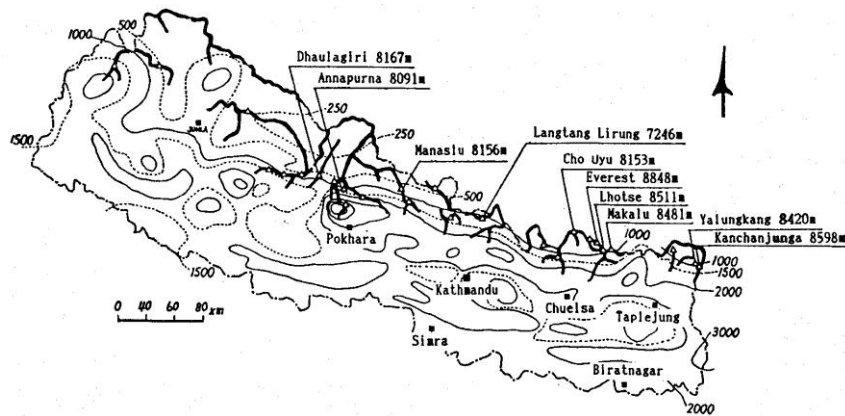 500
1000
Dhaulagiri 8167m
Annapurna 8091m
250
250
Langtang Lirung 7246m
JUMLA
1500
Manaslu 8156m
Cho Uyu 8153m
Everest 8848m
500
Lhotse 8511m
Makalu 8481m
Yalungkang 8420m
1000
Kanchanjunga 8598m
Pokhara
1000
1500
1500
2000
Kathmandu
0 40 60 80
km
Chuelsa
Taplejung
Simra
3000
Biratnagar
2000